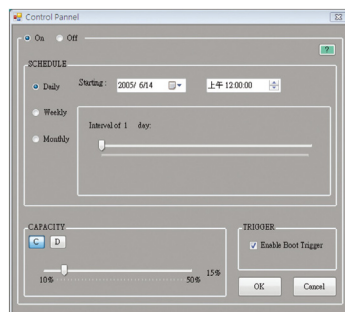 Control Pannel
On Off
?
SCHEDULE
Daily
Starting :
2005/ 6/14
上午 12:00:00
Weekly
Monthly
Interval of 1 day:
CAPACITY
C D
10% 50% 15%
TRIGGER
Enable Boot Trigger
OK Cancel